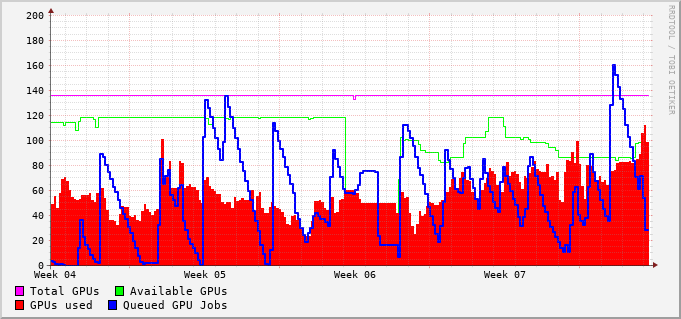 200
180
160
140
120
100
80
60
40
20
0
Week 04 Week 05 Week 06 Week 07
Total GPUs Available GPUs
GPUs used Queued GPU Jobs
RRDTOOL / TOBI OETIKER